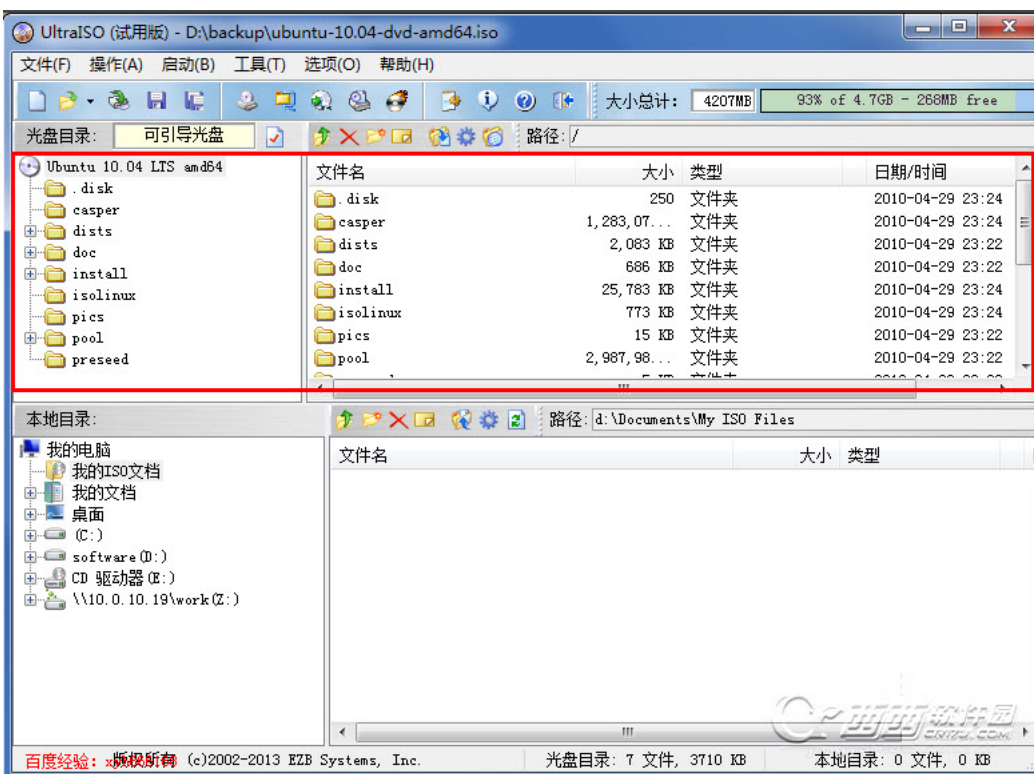 UltraISO (试用版) - D:\backup\ubuntu-10.04-dvd-amd64.iso
文件(F) 操作(A) 启动(B) 工具(T) 选项(O) 帮助(H)
大小总计: 4207MB 93% of 4.7GB - 268MB free
光盘目录: 可引导光盘 路径: /
Ubuntu 10.04 LTS amd64
.disk
casper
dists
doc
install
isolinux
pics
pool
preseed
文件名 大小 类型 日期/时间
.disk 250 文件夹 2010-04-29 23:24
casper 1,283,07... 文件夹 2010-04-29 23:24
dists 2,083 KB 文件夹 2010-04-29 23:22
doc 686 KB 文件夹 2010-04-29 23:22
install 25,783 KB 文件夹 2010-04-29 23:24
isolinux 773 KB 文件夹 2010-04-29 23:24
pics 15 KB 文件夹 2010-04-29 23:22
pool 2,987,98... 文件夹 2010-04-29 23:22
本地目录: 路径: d:\Documents\My ISO Files
我的电脑
我的ISO文档
我的文档
桌面
(C:)
software(D:)
CD 驱动器(E:)
\\10.0.10.19\work(Z:)
文件名 大小 类型
西西软件园
CR173.COM
百度经验: 版权所有 (c)2002-2013 EZB Systems, Inc. 光盘目录: 7 文件, 3710 KB 本地目录: 0 文件, 0 KB